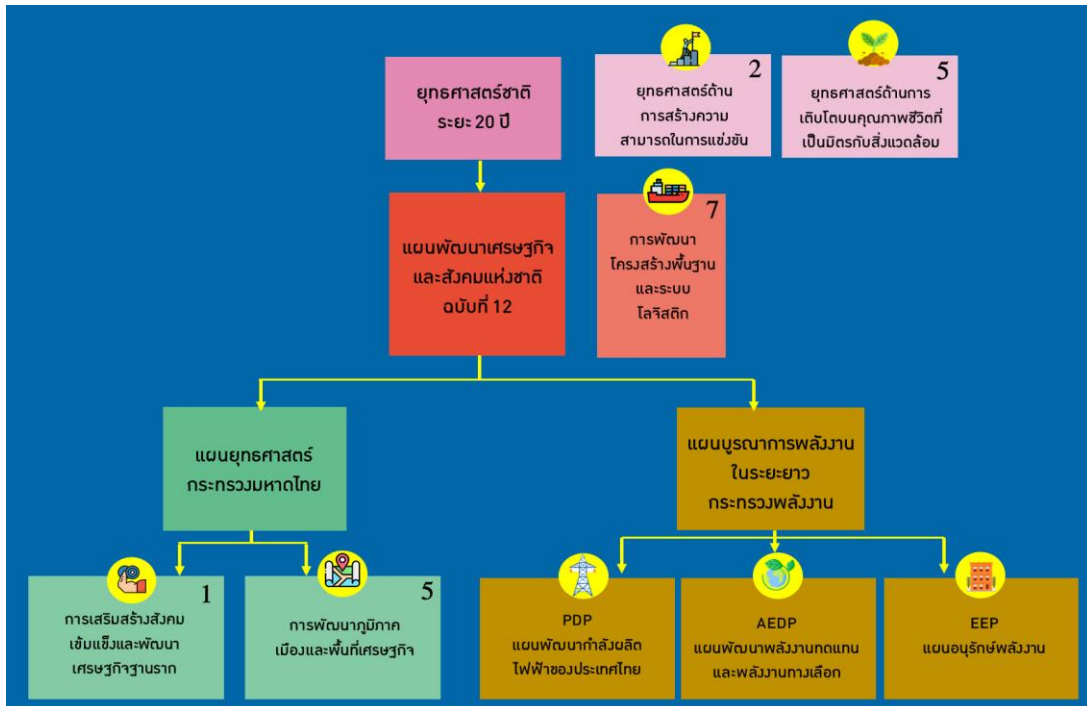 ยุทธศาสตร์ชาติ
ระยะ 20 ปี
2
ยุทธศาสตร์ด้าน
การสร้างความ
สามารถในการแข่งขัน
5
ยุทธศาสตร์ด้านการ
เติบโตบนคุณภาพชีวิตที่
เป็นมิตรกับสิ่งแวดล้อม
แผนพัฒนาเศรษฐกิจ
และสังคมแห่งชาติ
ฉบับที่ 12
7
การพัฒนา
โครงสร้างพื้นฐาน
และระบบ
โลจิสติก
แผนยุทธศาสตร์
กระทรวงมหาดไทย
แผนบูรณาการพลังงาน
ในระยะยาว
กระทรวงพลังงาน
1
การเสริมสร้างสังคม
เข้มแข็งและพัฒนา
เศรษฐกิจฐานราก
5
การพัฒนาภูมิภาค
เมืองและพื้นที่เศรษฐกิจ
PDP
แผนพัฒนากำลังผลิต
ไฟฟ้าของประเทศไทย
AEDP
แผนพัฒนาพลังงานทดแทน
และพลังงานทางเลือก
EEP
แผนอนุรักษ์พลังงาน